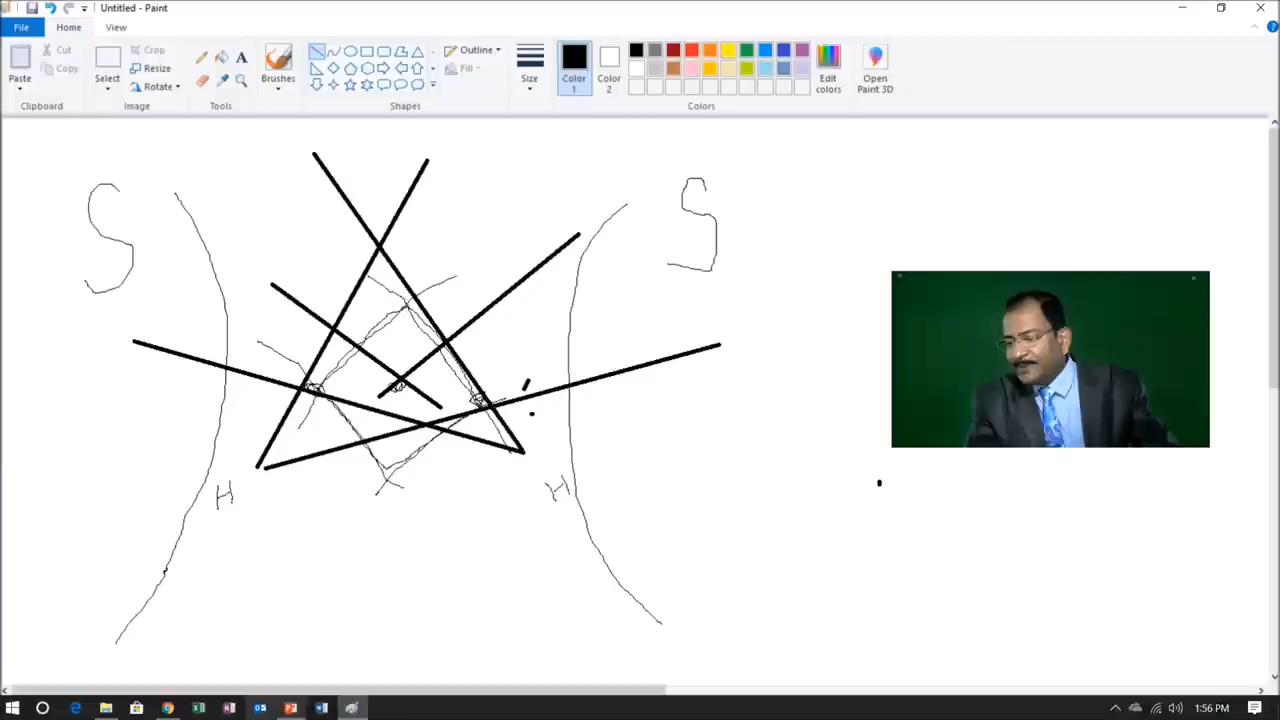 Untitled - Paint
File
Home
View
Paste
Cut
Copy
Clipboard
Select
Crop
Resize
Rotate
Image
A
Tools
Brushes
Shapes
Outline
Fill
Size
Color 1
Color 2
Edit colors
Colors
Open Paint 3D
S
S
H
H
1:56 PM